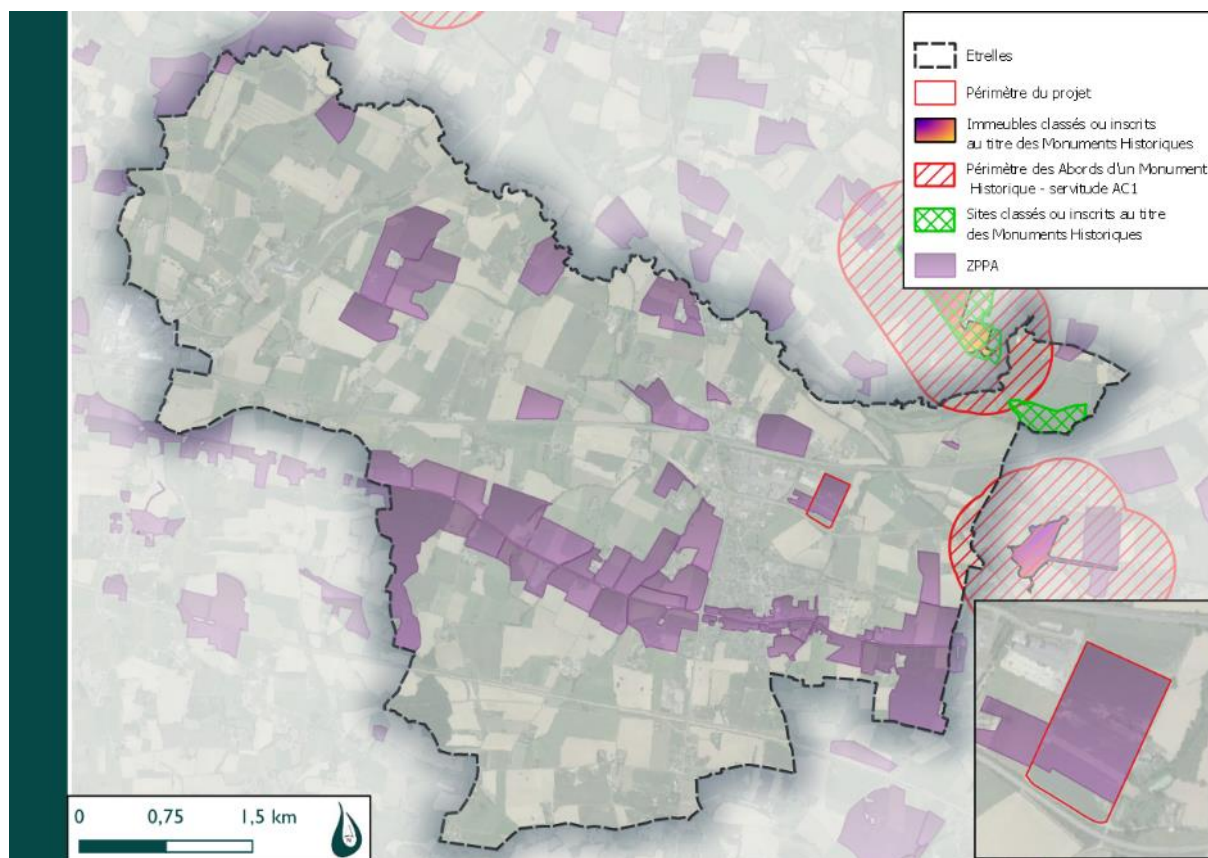 Etrelles
Périmètre du projet
Immeubles classés ou inscrits
au titre des Monuments Historiques
Périmètre des Abords d'un Monument
Historique - servitude AC1
Sites classés ou inscrits au titre
des Monuments Historiques
ZPPA
0 0,75 1,5 km